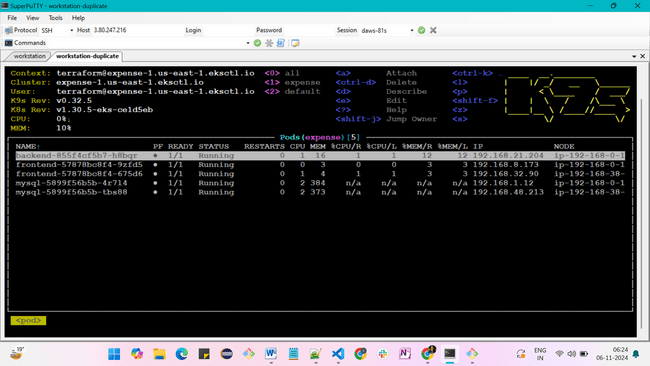 SuperPuTTY - workstation-duplicate
File View Tools Help
Protocol SSH Host 3.80.247.216 Login Password Session daws-81s
Commands
workstation workstation-duplicate
Context: terraform@expense-1.us-east-1.eksctl.io <0> all <a> Attach <ctrl-k>
Cluster: expense-1.us-east-1.eksctl.io <1> expense <ctrl-d> Delete <l>
User: terraform@expense-1.us-east-1.eksctl.io <2> default <d> Describe <p>
K9s Rev: v0.32.5 <e> Edit <shift-f>
K8s Rev: v1.30.5-eks-ce1d5eb <?> Help <z>
CPU: 0% <shift-j> Jump Owner <s>
MEM: 10%
Pods(expense)[5]
NAME↑ PF READY STATUS RESTARTS CPU MEM %CPU/R %CPU/L %MEM/R %MEM/L IP NODE
backend-855f4cf5b7-h8bqr ● 1/1 Running 0 1 16 1 1 12 12 192.168.21.204 ip-192-168-0-1
frontend-57878bc8f4-9zfd5 ● 1/1 Running 0 0 3 0 0 3 3 192.168.8.173 ip-192-168-0-1
frontend-57878bc8f4-675d6 ● 1/1 Running 0 1 4 1 1 3 3 192.168.32.90 ip-192-168-38-
mysql-5899f56b5b-4r7l4 ● 1/1 Running 0 2 384 n/a n/a n/a n/a 192.168.1.12 ip-192-168-0-1
mysql-5899f56b5b-tbs88 ● 1/1 Running 0 2 373 n/a n/a n/a n/a 192.168.48.213 ip-192-168-38-
<pod>
19°
ENG
IN
06:24
06-11-2024